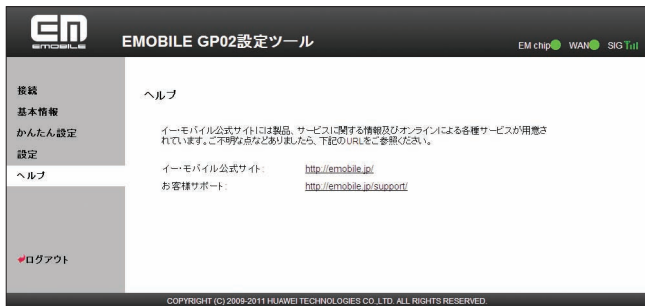 EM
EMOBILE
EMOBILE GP02設定ツール
EM chip WAN SIG
接続
基本情報
かんたん設定
設定
ヘルプ
ログアウト
ヘルプ
イー・モバイル公式サイトには製品、サービスに関する情報及びオンラインによる各種サービスが用意さ
れています。ご不明な点などありましたら、下記のURLをご参照ください。
イー・モバイル公式サイト: http://emobile.jp/
お客様サポート: http://emobile.jp/support/
COPYRIGHT (C) 2009-2011 HUAWEI TECHNOLOGIES CO.,LTD. ALL RIGHTS RESERVED.